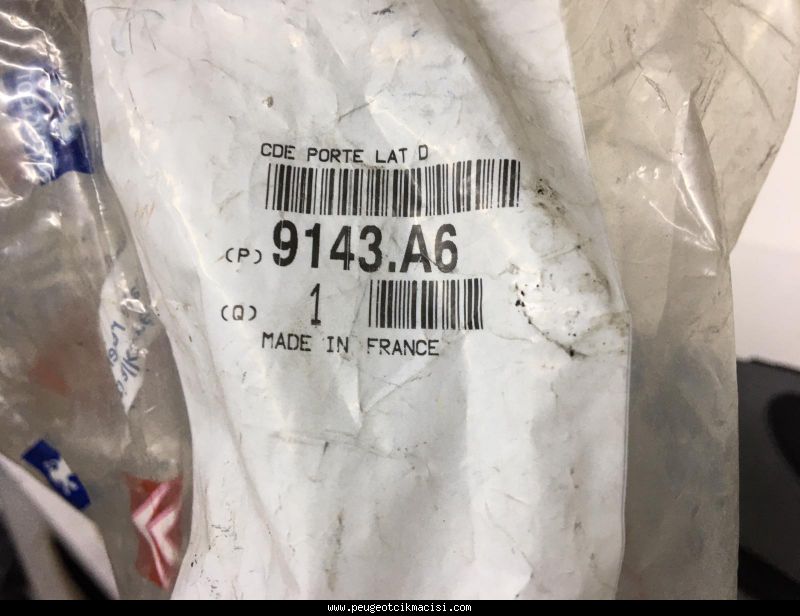 CDE PORTE LAT D
(P) 9143.A6
(Q) 1
MADE IN FRANCE
www.peugeotcikmacisi.com